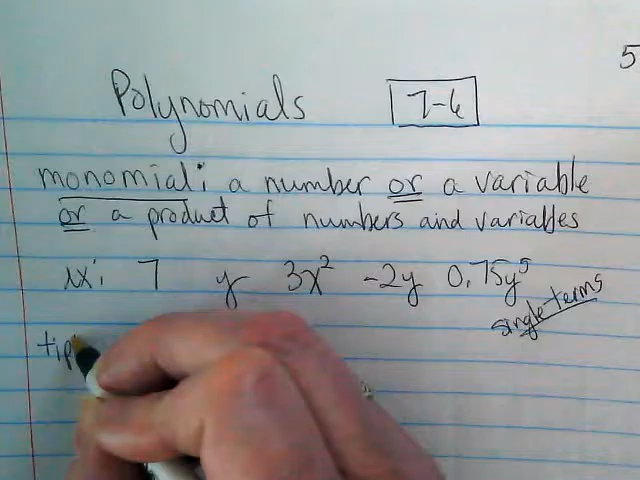 5
Polynomials 7-6
monomial: a number or a variable
or a product of numbers and variables
ex: 7 y 3x² -2y 0.75y⁵
single terms
tip